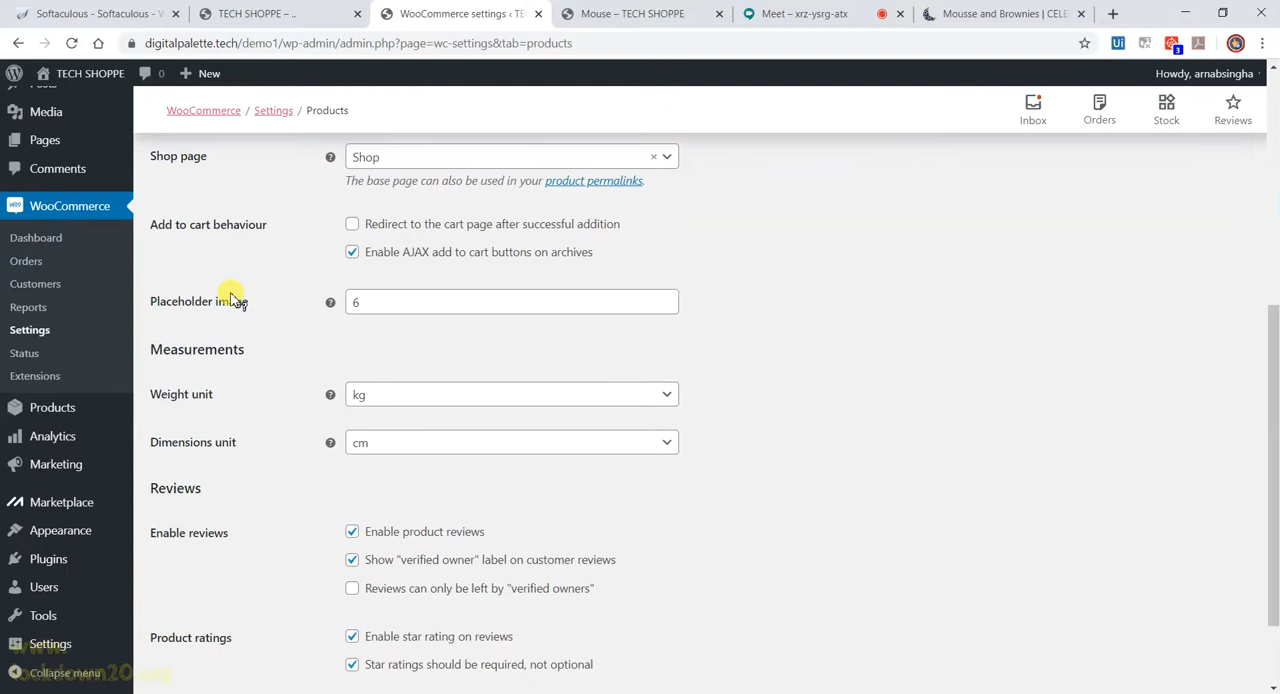 Softaculous - Softaculous - W
TECH SHOPPE – ..
WooCommerce settings ‹ TE
Mouse – TECH SHOPPE
Meet – xrz-ysrg-atx
Mousse and Brownies | CELE
digitalpalette.tech/demo1/wp-admin/admin.php?page=wc-settings&tab=products
3
TECH SHOPPE
0
New
Howdy, arnabsingha
Posts
Media
Pages
Comments
WooCommerce
Dashboard
Orders
Customers
Reports
Settings
Status
Extensions
Products
Analytics
Marketing
Marketplace
Appearance
Plugins
Users
Tools
Settings
Collapse menu
www.
lockdown20.org
WooCommerce / Settings / Products
Inbox
Orders
Stock
Reviews
Shop page
Shop
The base page can also be used in your product permalinks.
Add to cart behaviour
Redirect to the cart page after successful addition
Enable AJAX add to cart buttons on archives
Placeholder image
6
Measurements
Weight unit
kg
Dimensions unit
cm
Reviews
Enable reviews
Enable product reviews
Show "verified owner" label on customer reviews
Reviews can only be left by "verified owners"
Product ratings
Enable star rating on reviews
Star ratings should be required, not optional